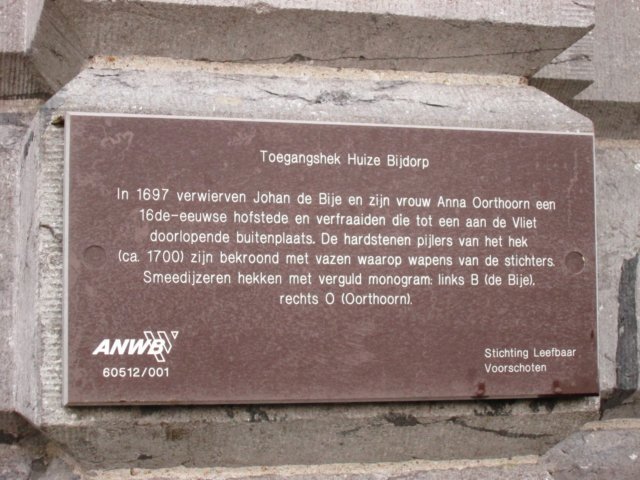 Toegangshek Huize Bijdorp
In 1697 verwierven Johan de Bije en zijn vrouw Anna Oorthoorn een
16de-eeuwse hofstede en verfraaiden die tot een aan de Vliet
doorlopende buitenplaats. De hardstenen pijlers van het hek
(ca. 1700) zijn bekroond met vazen waarop wapens van de stichters.
Smeedijzeren hekken met verguld monogram: links B (de Bije),
rechts O (Oorthoorn).
ANWB
60512/001
Stichting Leefbaar
Voorschoten